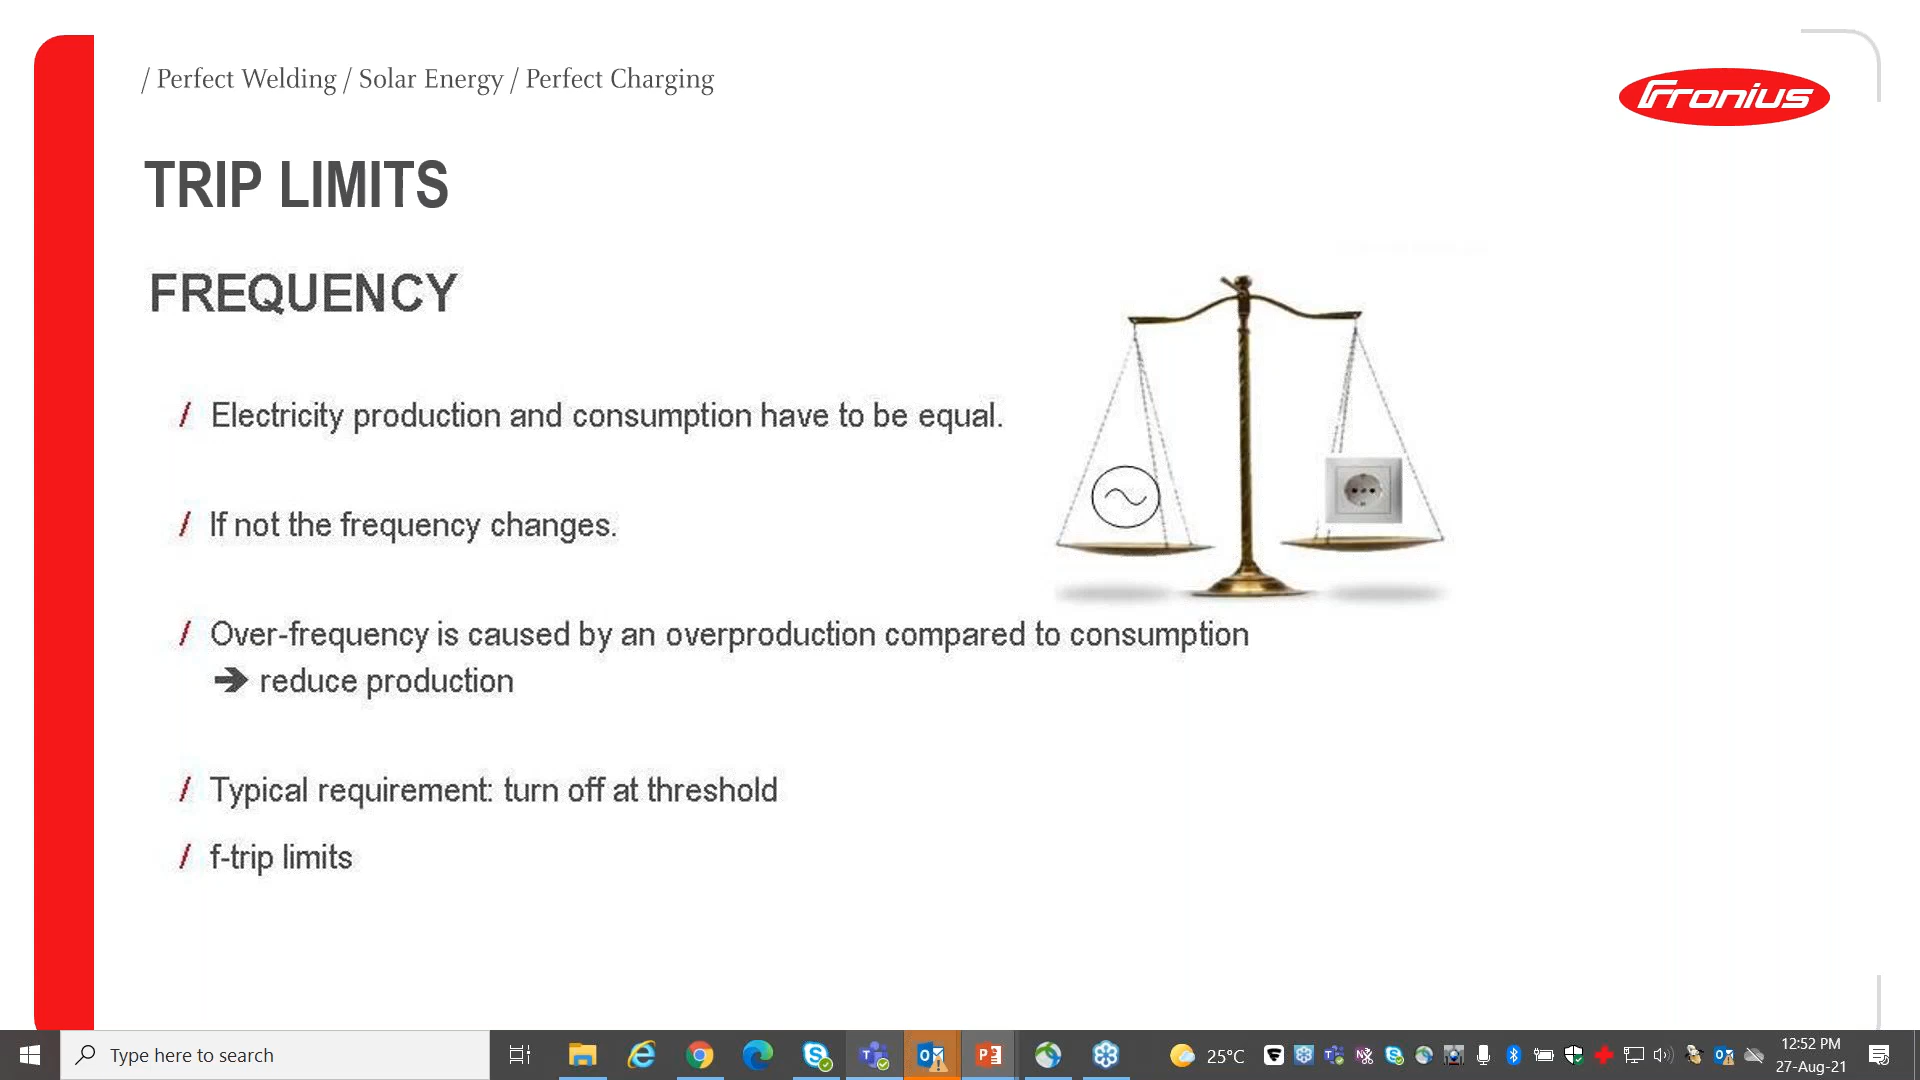 / Perfect Welding / Solar Energy / Perfect Charging
Fronius
TRIP LIMITS
FREQUENCY
/ Electricity production and consumption have to be equal.
/ If not the frequency changes.
/ Over-frequency is caused by an overproduction compared to consumption
➔ reduce production
/ Typical requirement: turn off at threshold
/ f-trip limits
Type here to search
25°C
12:52 PM
27-Aug-21